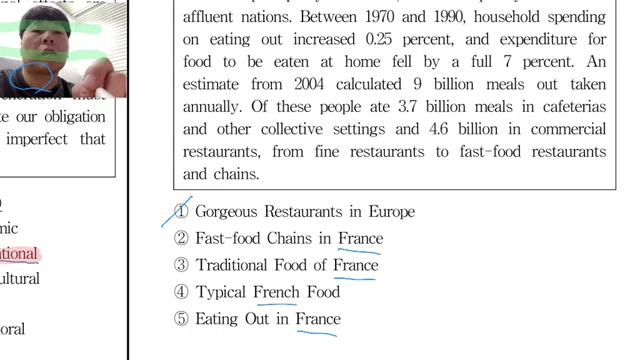 affluent nations. Between 1970 and 1990, household spending
on eating out increased 0.25 percent, and expenditure for
food to be eaten at home fell by a full 7 percent. An
estimate from 2004 calculated 9 billion meals out taken
annually. Of these people ate 3.7 billion meals in cafeterias
and other collective settings and 4.6 billion in commercial
restaurants, from fine restaurants to fast-food restaurants
and chains.
① Gorgeous Restaurants in Europe
② Fast-food Chains in France
③ Traditional Food of France
④ Typical French Food
⑤ Eating Out in France
te our obligation
imperfect that